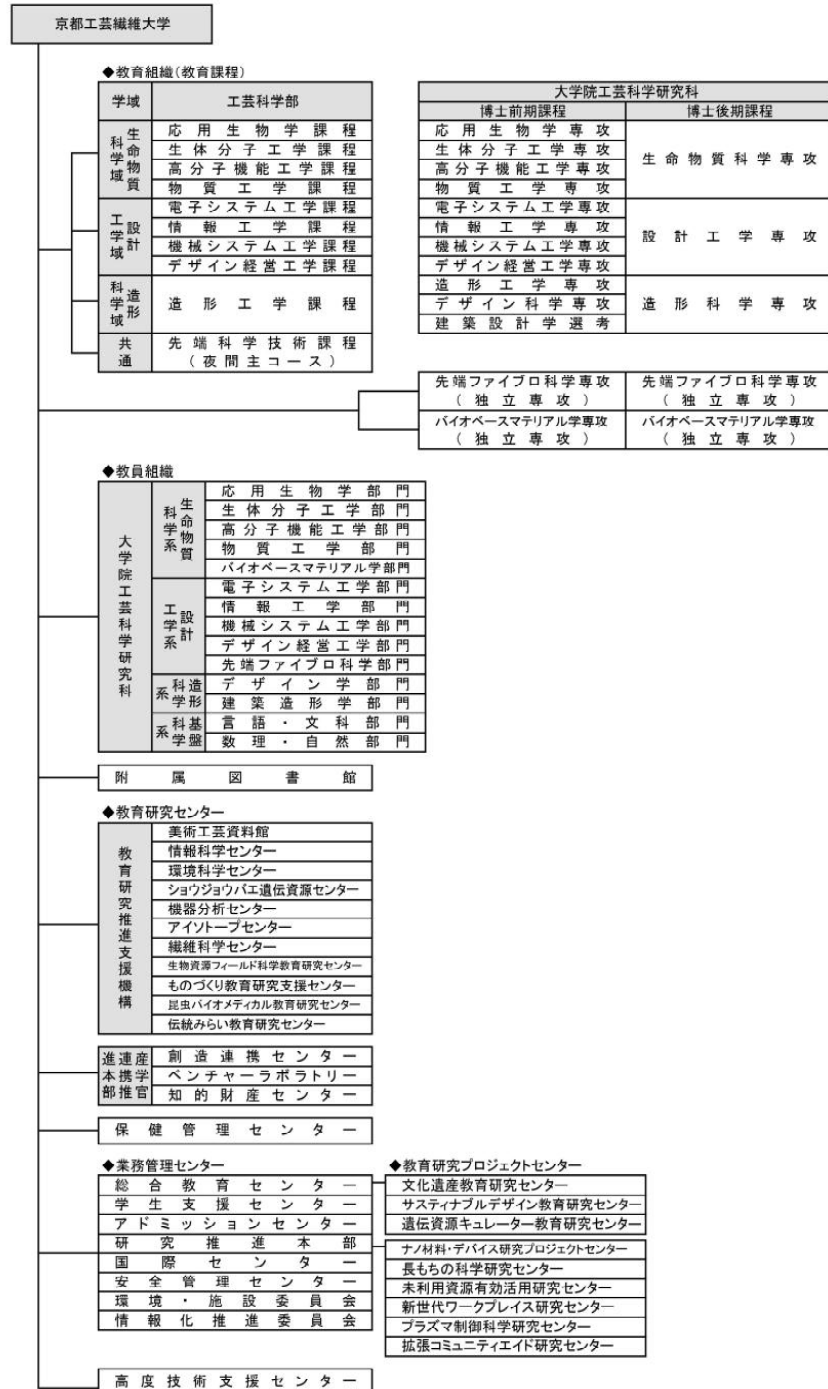 京都工芸繊維大学
◆教育組織(教育課程)
学域 工芸科学部
生命物質科学域
応用生物学課程
生体分子工学課程
高分子機能工学課程
物質工学課程
設計工学域
電子システム工学課程
情報工学課程
機械システム工学課程
デザイン経営工学課程
造形科学域
造形工学課程
共通
先端科学技術課程
(夜間主コース)
大学院工芸科学研究科
博士前期課程 博士後期課程
応用生物学専攻
生体分子工学専攻
高分子機能工学専攻
物質工学専攻
生命物質科学専攻
電子システム工学専攻
情報工学専攻
機械システム工学専攻
デザイン経営工学専攻
設計工学専攻
造形工学専攻
デザイン科学専攻
建築設計学選考
造形科学専攻
先端ファイブロ科学専攻 先端ファイブロ科学専攻
(独立専攻) (独立専攻)
バイオベースマテリアル学専攻 バイオベースマテリアル学専攻
(独立専攻) (独立専攻)
◆教員組織
大学院工芸科学研究科
生命物質科学系
応用生物学部門
生体分子工学部門
高分子機能工学部門
物質工学部門
バイオベースマテリアル学部門
設計工学系
電子システム工学部門
情報工学部門
機械システム工学部門
デザイン経営工学部門
先端ファイブロ科学部門
造形科学系
デザイン学部門
建築造形学部門
基盤科学系
言語・文科部門
数理・自然部門
附属図書館
◆教育研究センター
教育研究推進支援機構
美術工芸資料館
情報科学センター
環境科学センター
ショウジョウバエ遺伝資源センター
機器分析センター
アイソトープセンター
繊維科学センター
生物資源フィールド科学教育研究センター
ものづくり教育研究支援センター
昆虫バイオメディカル教育研究センター
伝統みらい教育研究センター
産学官連携推進本部
創造連携センター
ベンチャーラボラトリー
知的財産センター
保健管理センター
◆業務管理センター
総合教育センター
学生支援センター
アドミッションセンター
研究推進本部
国際センター
安全管理センター
環境・施設委員会
情報化推進委員会
◆教育研究プロジェクトセンター
文化遺産教育研究センター
サスティナブルデザイン教育研究センター
遺伝資源キュレーター教育研究センター
ナノ材料・デバイス研究プロジェクトセンター
長もちの科学研究センター
未利用資源有効活用研究センター
新世代ワークプレイス研究センター
プラズマ制御科学研究センター
拡張コミュニティエイド研究センター
高度技術支援センター